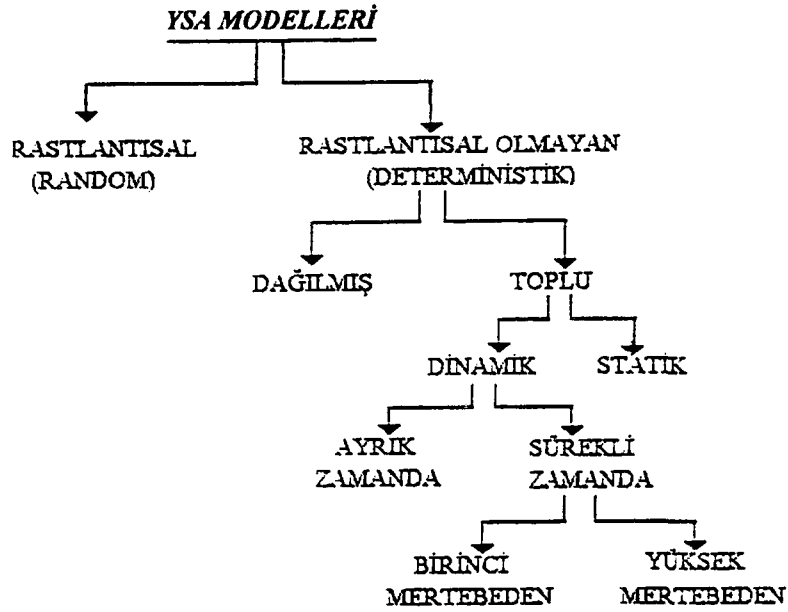 YSA MODELLERİ
RASTLANTISAL
(RANDOM)
RASTLANTISAL OLMAYAN
(DETERMİNİSTİK)
DAĞILMIŞ
TOPLU
DİNAMİK
STATİK
AYRIK
ZAMANDA
SÜREKLİ
ZAMANDA
BİRİNCİ
MERTEBEDEN
YÜKSEK
MERTEBEDEN